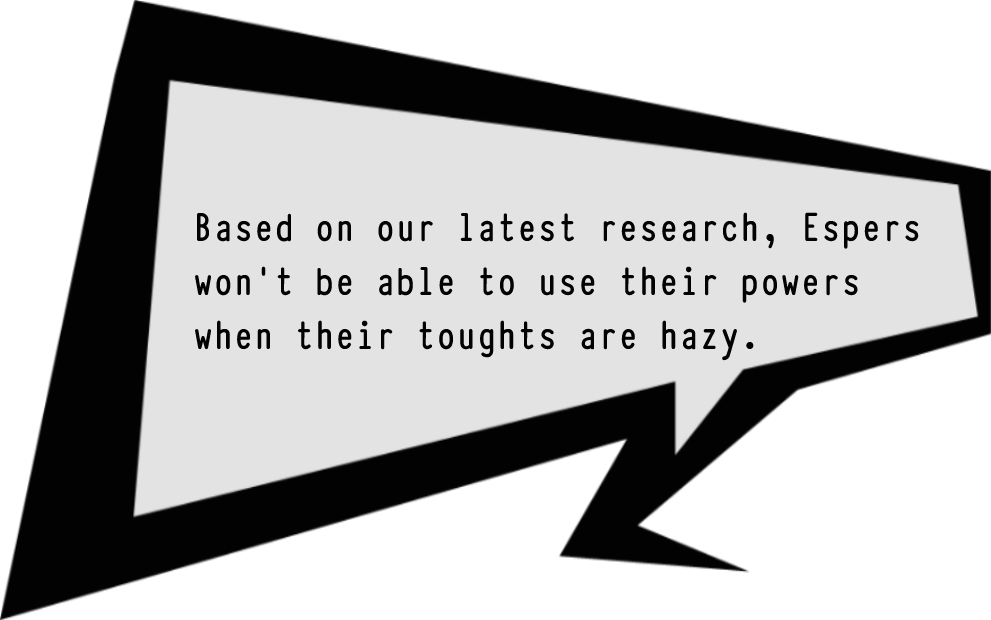 Based on our latest research, Espers
won't be able to use their powers
when their toughts are hazy.